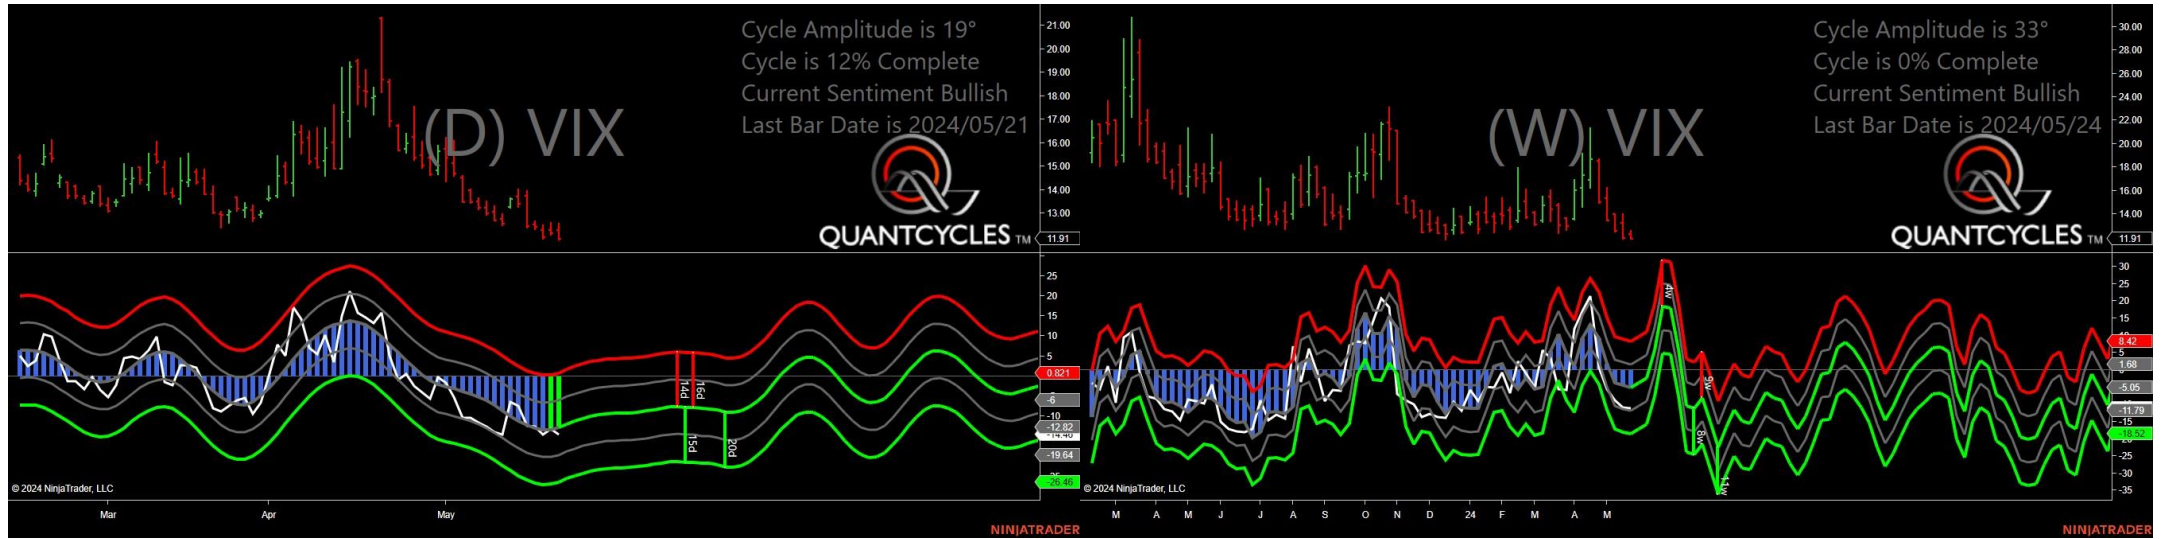 Cycle Amplitude is 19°
Cycle is 12% Complete
Current Sentiment Bullish
Last Bar Date is 2024/05/21
(D) VIX
QUANTCYCLES TM
21.00
20.00
19.00
18.00
17.00
16.00
15.00
14.00
13.00
11.91
25
20
15
10
5
0.821
-6
-10
-12.82
-14.46
-19.64
-26.46
14d
16d
15d
20d
© 2024 NinjaTrader, LLC
Mar
Apr
May
NINJATRADER
Cycle Amplitude is 33°
Cycle is 0% Complete
Current Sentiment Bullish
Last Bar Date is 2024/05/24
(W) VIX
QUANTCYCLES TM
30.00
28.00
26.00
24.00
22.00
20.00
18.00
16.00
14.00
11.91
30
25
20
15
8.42
5
1.68
-5.05
-11.79
-18.52
-25
-30
-35
4w
9w
8w
11w
© 2024 NinjaTrader, LLC
M A M J J A S O N D 24 F M A M
NINJATRADER